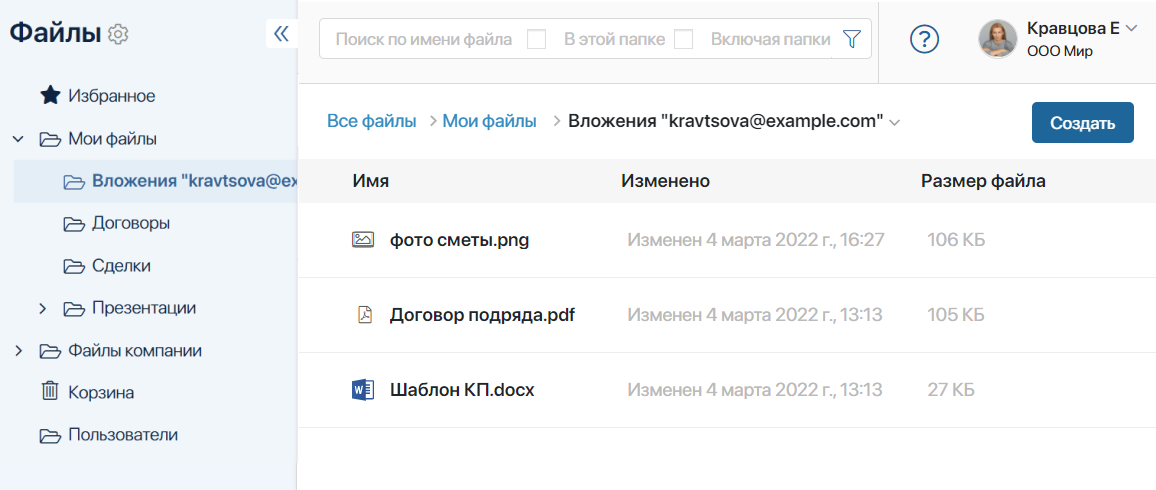 Файлы
Избранное
Мои файлы
Вложения "kravtsova@ex
Договоры
Сделки
Презентации
Файлы компании
Корзина
Пользователи
Поиск по имени файла В этой папке Включая папки
Кравцова Е
ООО Мир
Все файлы Мои файлы Вложения "kravtsova@example.com"
Создать
Имя Изменено Размер файла
фото сметы.png Изменен 4 марта 2022 г., 16:27 106 КБ
Договор подряда.pdf Изменен 4 марта 2022 г., 13:13 105 КБ
Шаблон КП.docx Изменен 4 марта 2022 г., 13:13 27 КБ